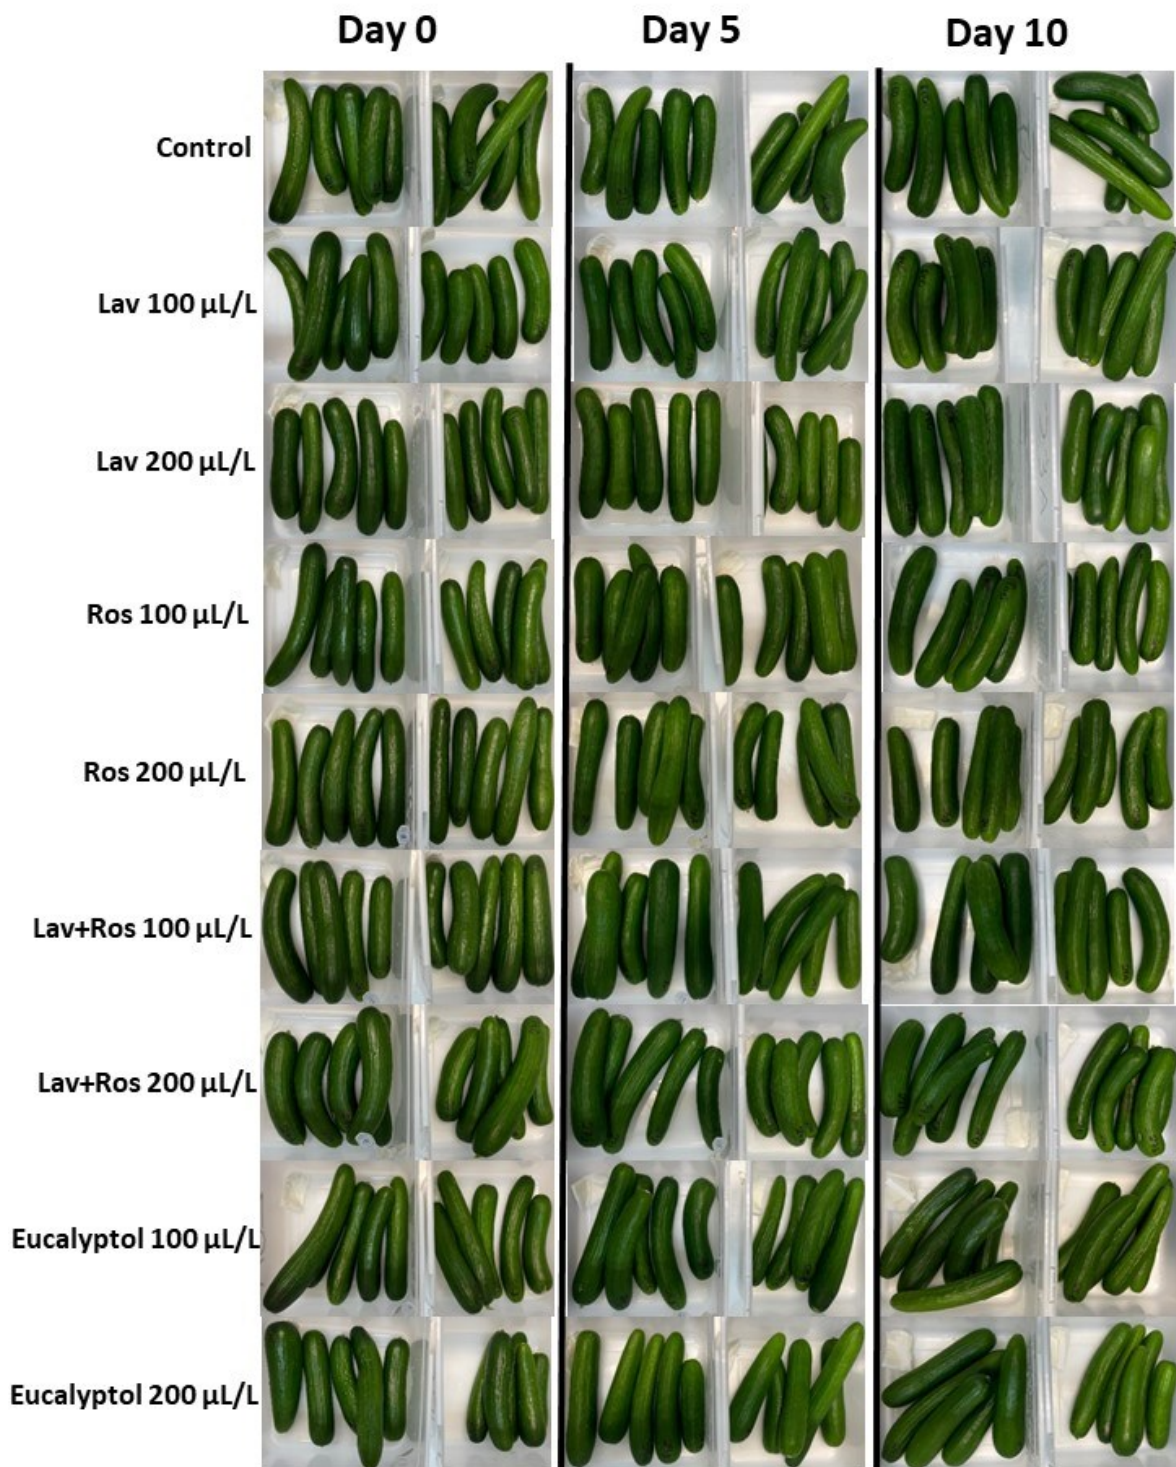 Day 0 Day 5 Day 10
Control
Lav 100 µL/L
Lav 200 µL/L
Ros 100 µL/L
Ros 200 µL/L
Lav+Ros 100 µL/L
Lav+Ros 200 µL/L
Eucalyptol 100 µL/L
Eucalyptol 200 µL/L